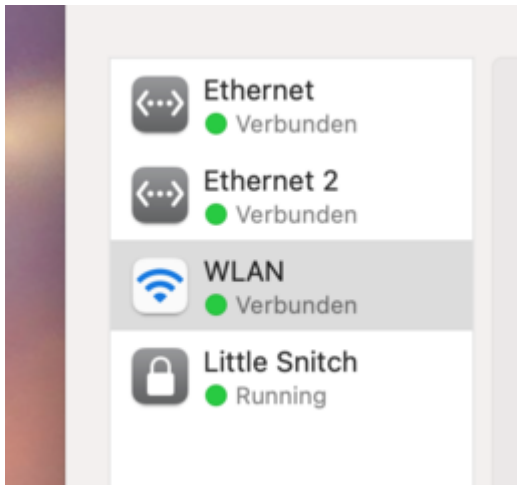 Ethernet
Verbunden
Ethernet 2
Verbunden
WLAN
Verbunden
Little Snitch
Running